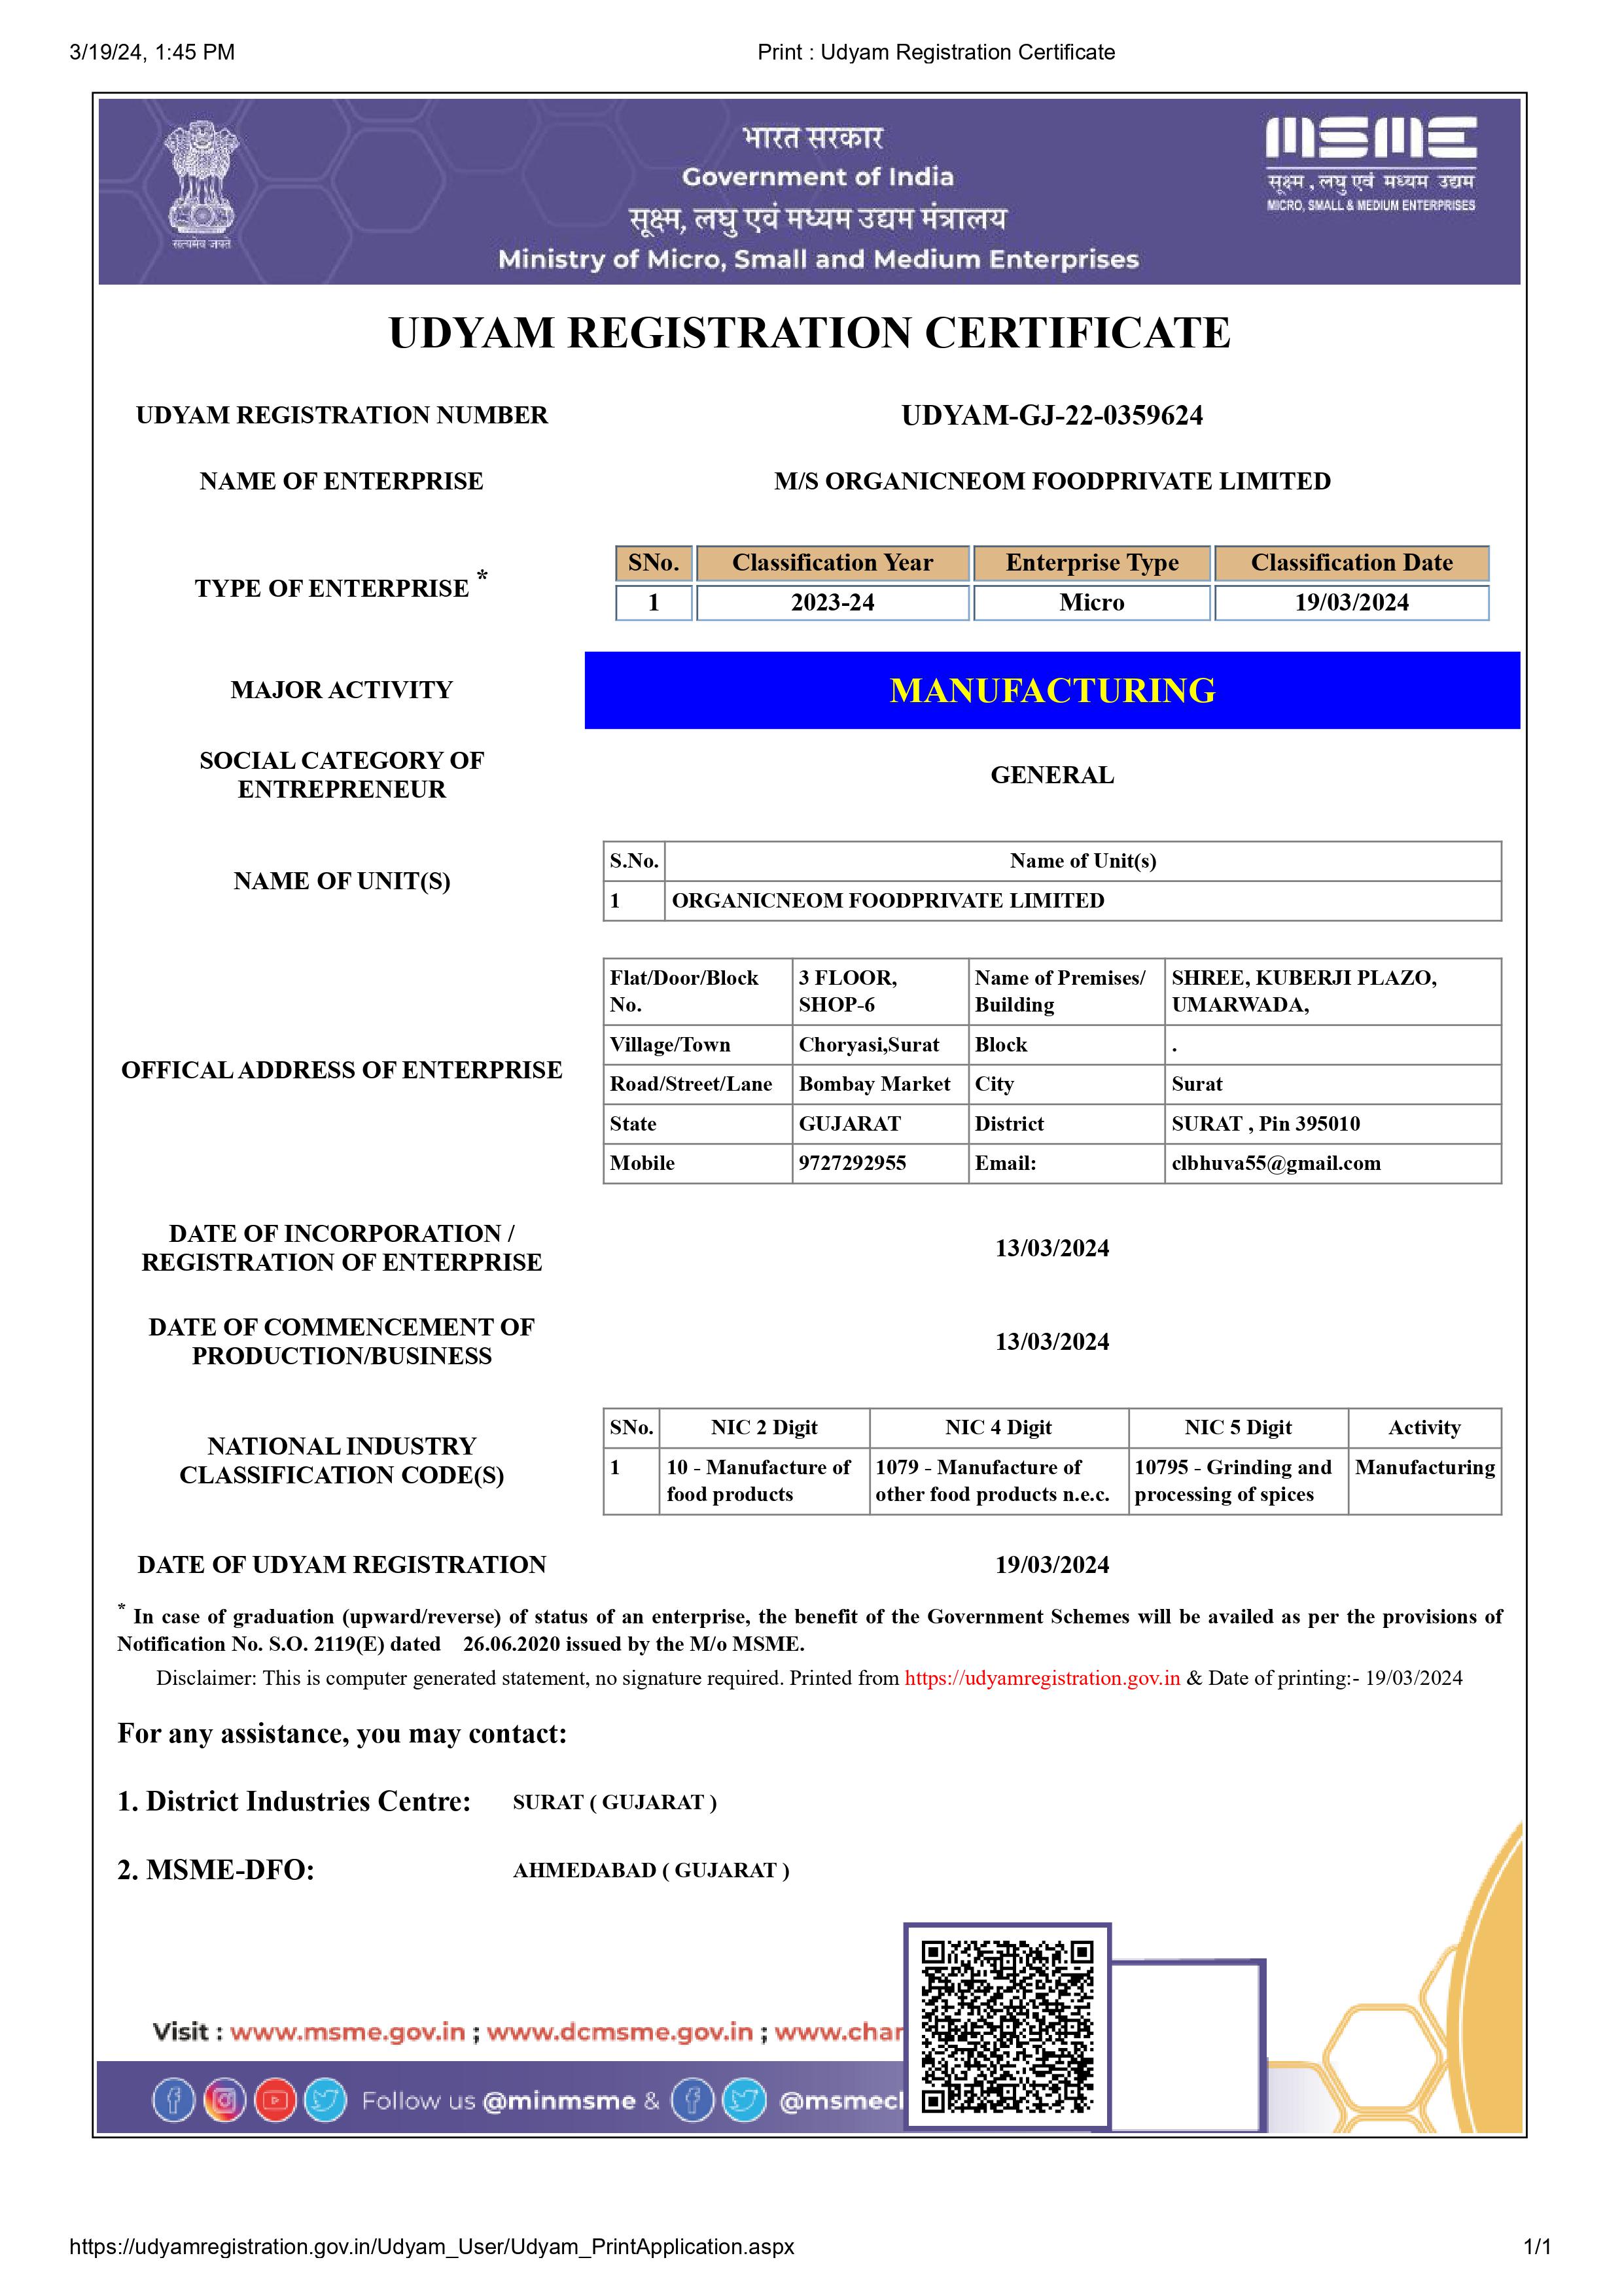 3/19/24, 1:45 PM
Print : Udyam Registration Certificate
भारत सरकार
Government of India
सूक्ष्म, लघु एवं मध्यम उद्यम मंत्रालय
Ministry of Micro, Small and Medium Enterprises
सत्यमेव जयते
MSME
सूक्ष्म , लघु एवं मध्यम उद्यम
MICRO, SMALL & MEDIUM ENTERPRISES
UDYAM REGISTRATION CERTIFICATE
UDYAM REGISTRATION NUMBER UDYAM-GJ-22-0359624
NAME OF ENTERPRISE M/S ORGANICNEOM FOODPRIVATE LIMITED
TYPE OF ENTERPRISE *
SNo. Classification Year Enterprise Type Classification Date
1 2023-24 Micro 19/03/2024
MAJOR ACTIVITY MANUFACTURING
SOCIAL CATEGORY OF
ENTREPRENEUR
GENERAL
NAME OF UNIT(S)
S.No. Name of Unit(s)
1 ORGANICNEOM FOODPRIVATE LIMITED
OFFICAL ADDRESS OF ENTERPRISE
Flat/Door/Block No. 3 FLOOR, SHOP-6 Name of Premises/ Building SHREE, KUBERJI PLAZO, UMARWADA,
Village/Town Choryasi,Surat Block .
Road/Street/Lane Bombay Market City Surat
State GUJARAT District SURAT , Pin 395010
Mobile 9727292955 Email: clbhuva55@gmail.com
DATE OF INCORPORATION /
REGISTRATION OF ENTERPRISE
13/03/2024
DATE OF COMMENCEMENT OF
PRODUCTION/BUSINESS
13/03/2024
NATIONAL INDUSTRY
CLASSIFICATION CODE(S)
SNo. NIC 2 Digit NIC 4 Digit NIC 5 Digit Activity
1 10 - Manufacture of food products 1079 - Manufacture of other food products n.e.c. 10795 - Grinding and processing of spices Manufacturing
DATE OF UDYAM REGISTRATION 19/03/2024
* In case of graduation (upward/reverse) of status of an enterprise, the benefit of the Government Schemes will be availed as per the provisions of
Notification No. S.O. 2119(E) dated 26.06.2020 issued by the M/o MSME.
Disclaimer: This is computer generated statement, no signature required. Printed from https://udyamregistration.gov.in & Date of printing:- 19/03/2024
For any assistance, you may contact:
1. District Industries Centre: SURAT ( GUJARAT )
2. MSME-DFO: AHMEDABAD ( GUJARAT )
Visit : www.msme.gov.in ; www.dcmsme.gov.in ; www.char
Follow us @minmsme & @msmecl
https://udyamregistration.gov.in/Udyam_User/Udyam_PrintApplication.aspx
1/1